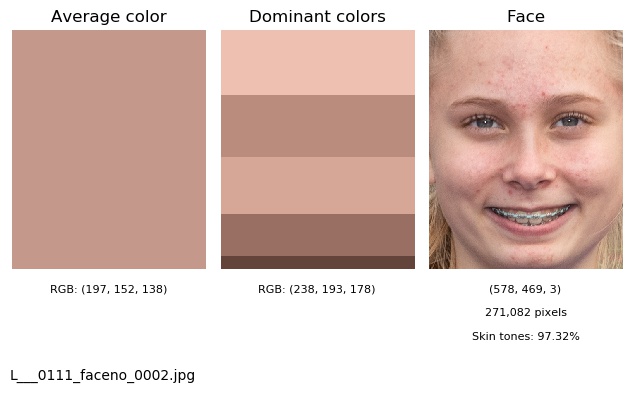 Average color
Dominant colors
Face
RGB: (197, 152, 138)
RGB: (238, 193, 178)
(578, 469, 3)
271,082 pixels
Skin tones: 97.32%
L___0111_faceno_0002.jpg